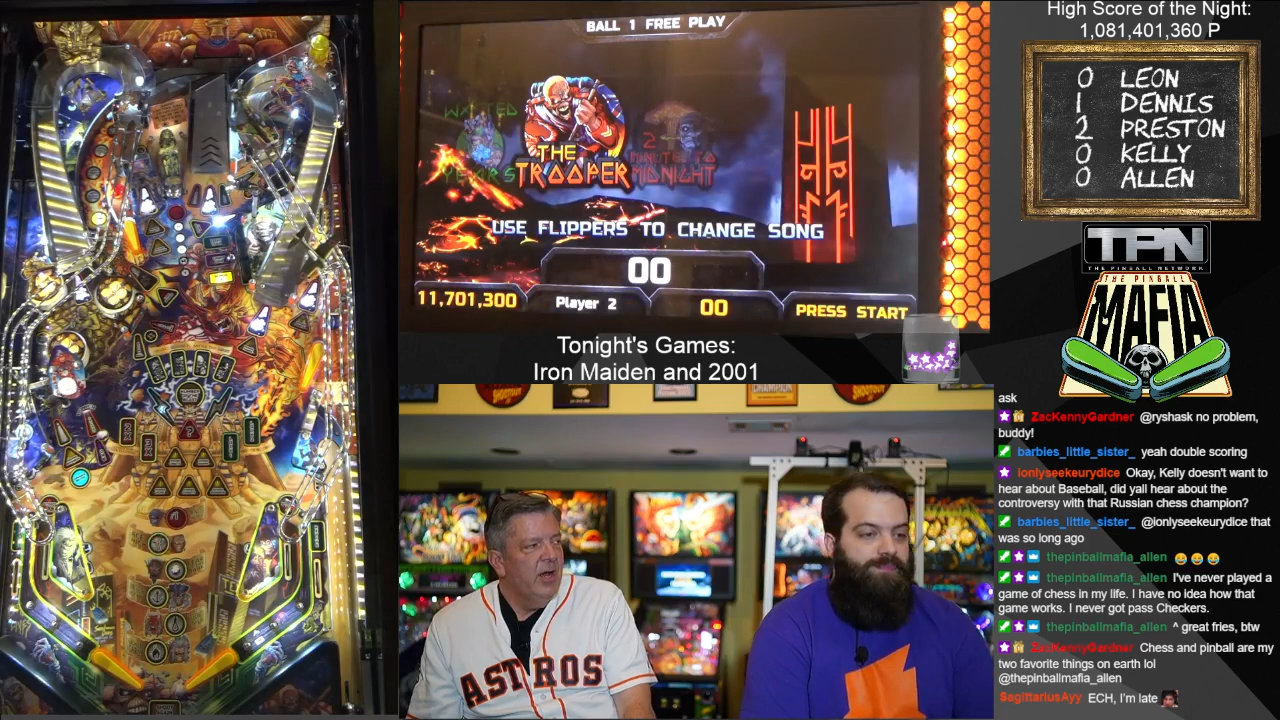 BALL 1 FREE PLAY
WASTED
YEARS
THE
TROOPER
2
MINUTES TO
MIDNIGHT
USE FLIPPERS TO CHANGE SONG
00
11,701,300
Player 2
00
PRESS START
Tonight's Games:
Iron Maiden and 2001
High Score of the Night:
1,081,401,360 P
0 LEON
1 DENNIS
2 PRESTON
0 KELLY
0 ALLEN
TPN
THE PINBALL NETWORK
THE PINBALL
MAFIA
ask
ZacKennyGardner @ryshask no problem,
buddy!
barbies_little_sister_ yeah double scoring
lonlyseekeurydice Okay, Kelly doesn't want to
hear about Baseball, did yall hear about the
controversy with that Russian chess champion?
barbies_little_sister_ @lonlyseekeurydice that
was so long ago
thepinballmafia_allen 😂 😂 😂
thepinballmafia_allen I've never played a
game of chess in my life. I have no idea how that
game works. I never got pass Checkers.
thepinballmafia_allen ^ great fries, btw
ZacKennyGardner Chess and pinball are my
two favorite things on earth lol
@thepinballmafia_allen
SagittariusAyy ECH, I'm late
ASTROS